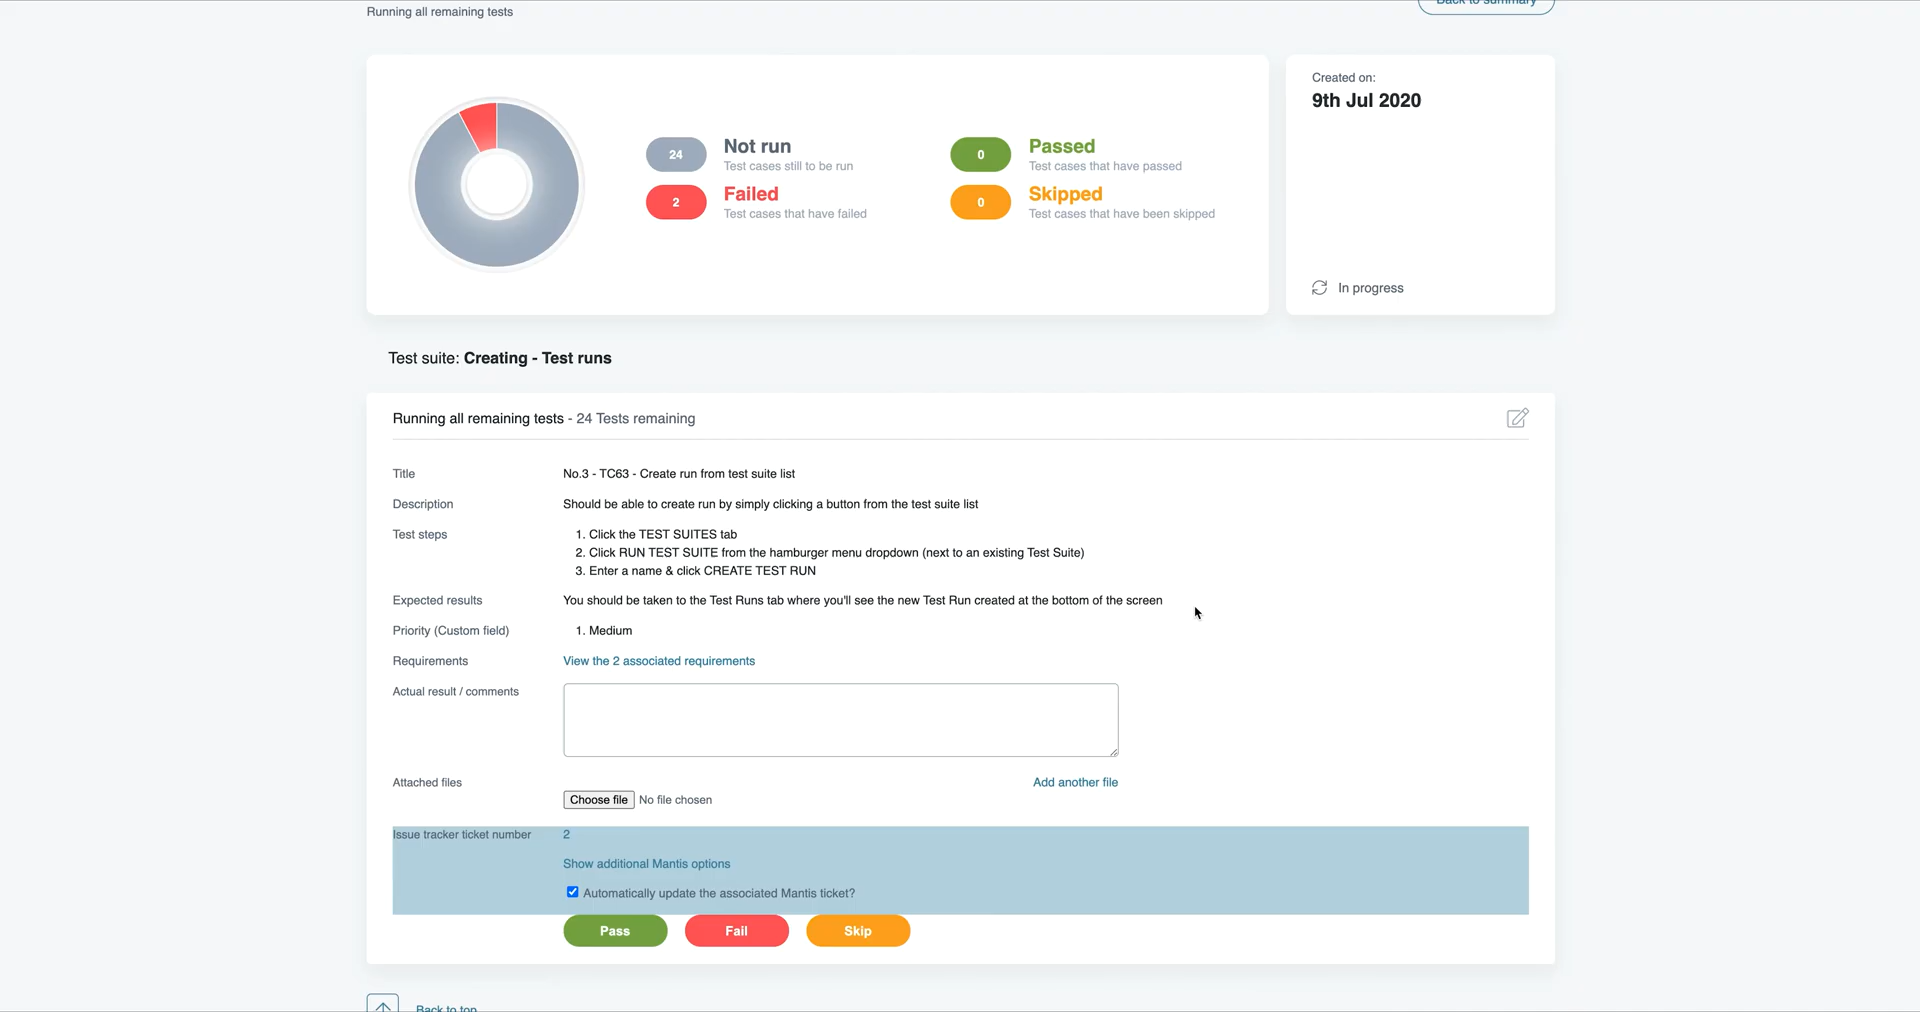 Running all remaining tests
Back to summary
24
Not run
Test cases still to be run
0
Passed
Test cases that have passed
2
Failed
Test cases that have failed
0
Skipped
Test cases that have been skipped
Created on:
9th Jul 2020
In progress
Test suite: Creating - Test runs
Running all remaining tests - 24 Tests remaining
Title
No.3 - TC63 - Create run from test suite list
Description
Should be able to create run by simply clicking a button from the test suite list
Test steps
1. Click the TEST SUITES tab
2. Click RUN TEST SUITE from the hamburger menu dropdown (next to an existing Test Suite)
3. Enter a name & click CREATE TEST RUN
Expected results
You should be taken to the Test Runs tab where you'll see the new Test Run created at the bottom of the screen
Priority (Custom field)
1. Medium
Requirements
View the 2 associated requirements
Actual result / comments
Attached files
Add another file
Choose file No file chosen
Issue tracker ticket number
2
Show additional Mantis options
Automatically update the associated Mantis ticket?
Pass
Fail
Skip
Back to top